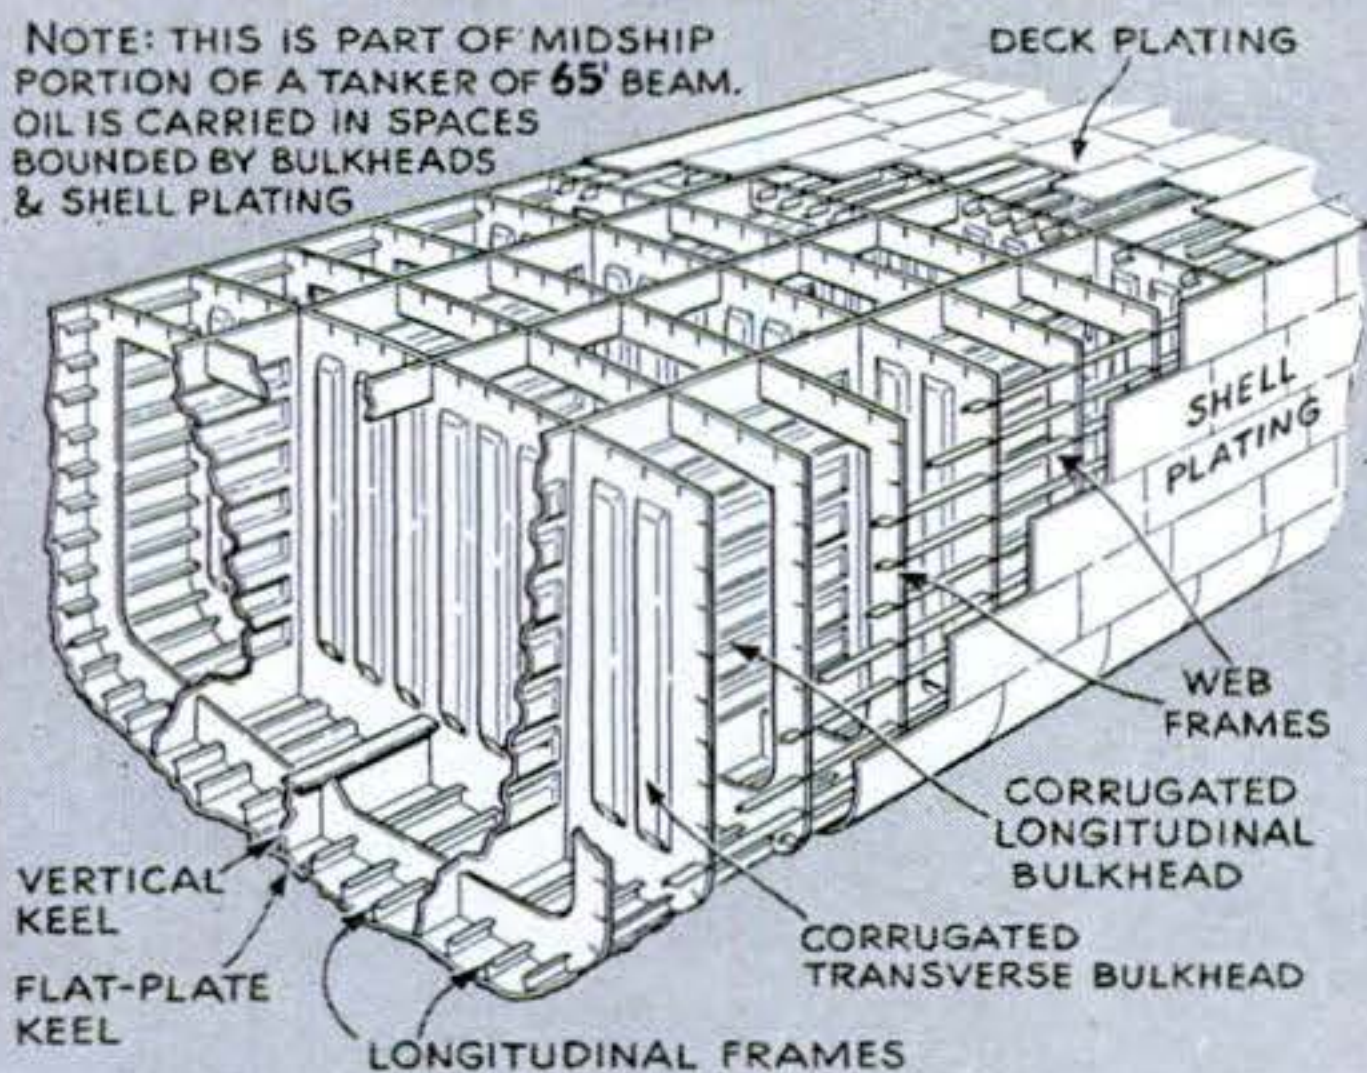 NOTE: THIS IS PART OF MIDSHIP
PORTION OF A TANKER OF 65' BEAM.
OIL IS CARRIED IN SPACES
BOUNDED BY BULKHEADS
& SHELL PLATING
DECK PLATING
SHELL
PLATING
WEB
FRAMES
CORRUGATED
LONGITUDINAL
BULKHEAD
CORRUGATED
TRANSVERSE BULKHEAD
VERTICAL
KEEL
FLAT-PLATE
KEEL
LONGITUDINAL FRAMES